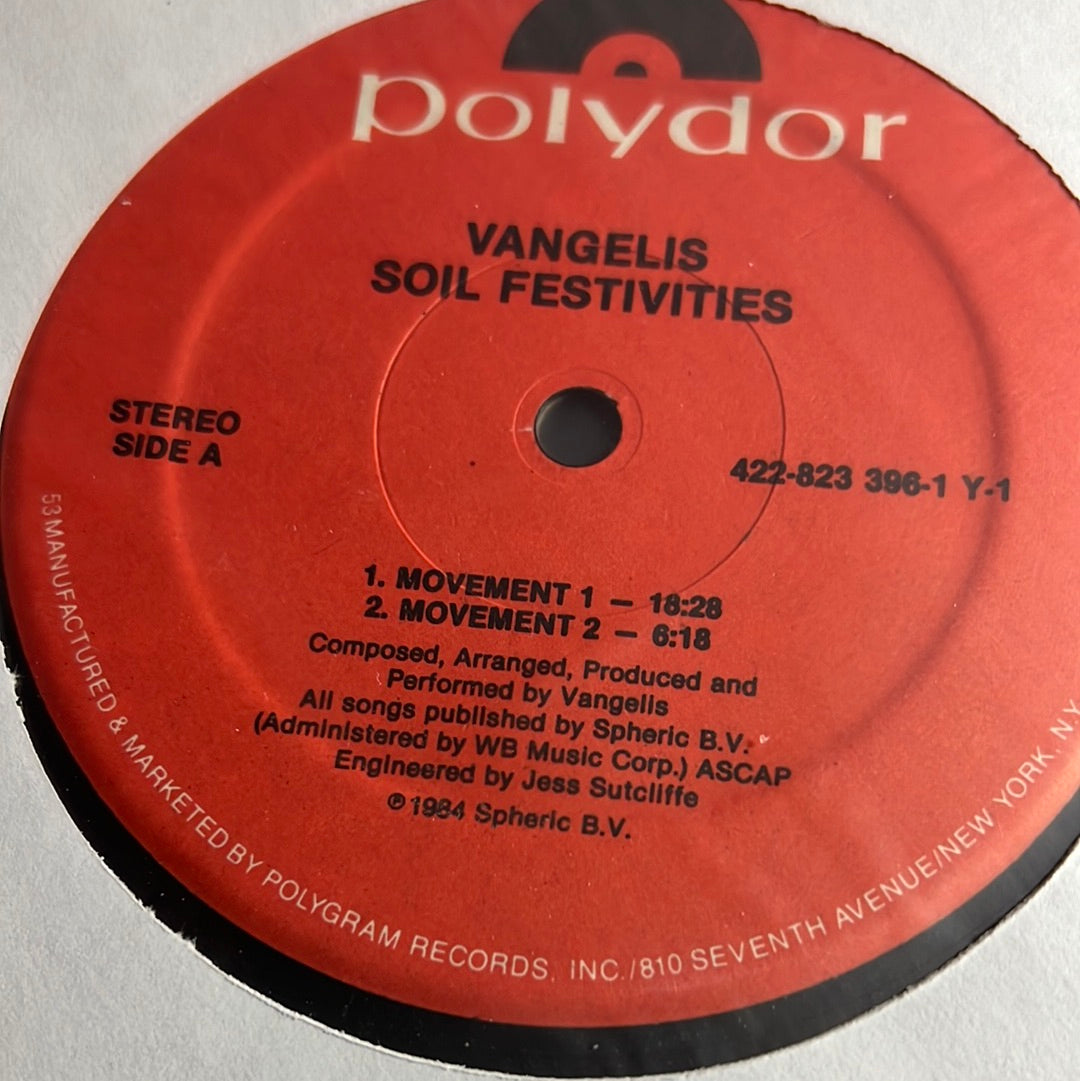 polydor
VANGELIS
SOIL FESTIVITIES
STEREO
SIDE A
422-823 396-1 Y-1
1. MOVEMENT 1 — 18:28
2. MOVEMENT 2 — 6:18
Composed, Arranged, Produced and
Performed by Vangelis
All songs published by Spheric B.V.
(Administered by WB Music Corp.) ASCAP
Engineered by Jess Sutcliffe
℗ 1984 Spheric B.V.
53 MANUFACTURED & MARKETED BY POLYGRAM RECORDS, INC./810 SEVENTH AVENUE/NEW YORK, N.Y.